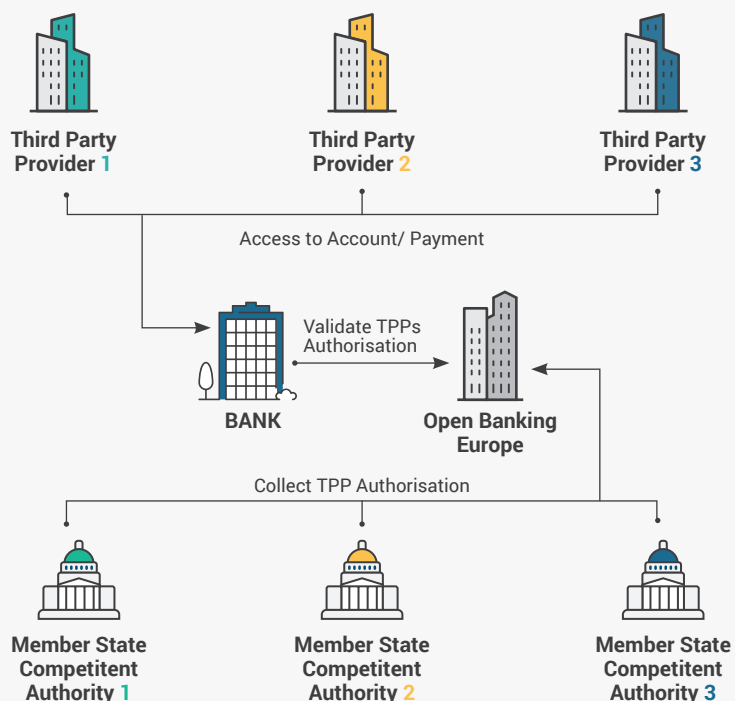 Third Party
Provider 1
Third Party
Provider 2
Third Party
Provider 3
Access to Account/ Payment
Validate TPPs
Authorisation
BANK
Open Banking
Europe
Collect TPP Authorisation
Member State
Competitent
Authority 1
Member State
Competitent
Authority 2
Member State
Competitent
Authority 3